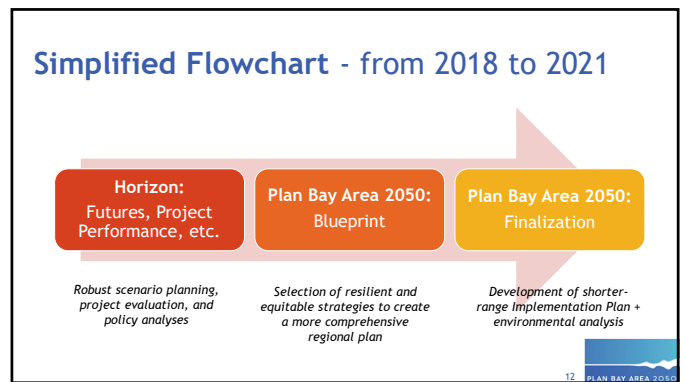 Simplified Flowchart - from 2018 to 2021
Horizon:
Futures, Project
Performance, etc.
Plan Bay Area 2050:
Blueprint
Plan Bay Area 2050:
Finalization
Robust scenario planning,
project evaluation, and
policy analyses
Selection of resilient and
equitable strategies to create
a more comprehensive
regional plan
Development of shorter-
range Implementation Plan +
environmental analysis
12
PLAN BAY AREA 2050